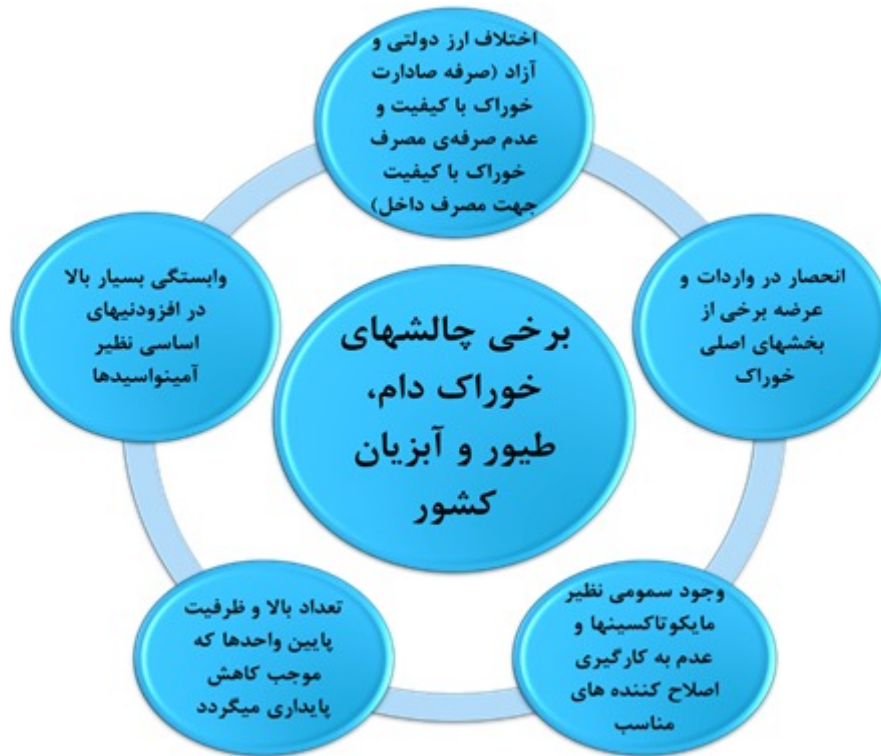 اختلاف ارز دولتی و
آزاد (صرفه صادارت
خوراک با کیفیت و
عدم صرفه‌ی مصرف
خوراک با کیفیت
جهت مصرف داخل)
انحصار در واردات و
عرضه برخی از
بخشهای اصلی
خوراک
وجود سمومی نظیر
مایکوتاکسینها و
عدم به کارگیری
اصلاح کننده های
مناسب
تعداد بالا و ظرفیت
پایین واحدها که
موجب کاهش
پایداری میگردد
وابستگی بسیار بالا
در افزودنیهای
اساسی نظیر
آمینواسیدها
برخی چالشهای
خوراک دام،
طیور و آبزیان
کشور